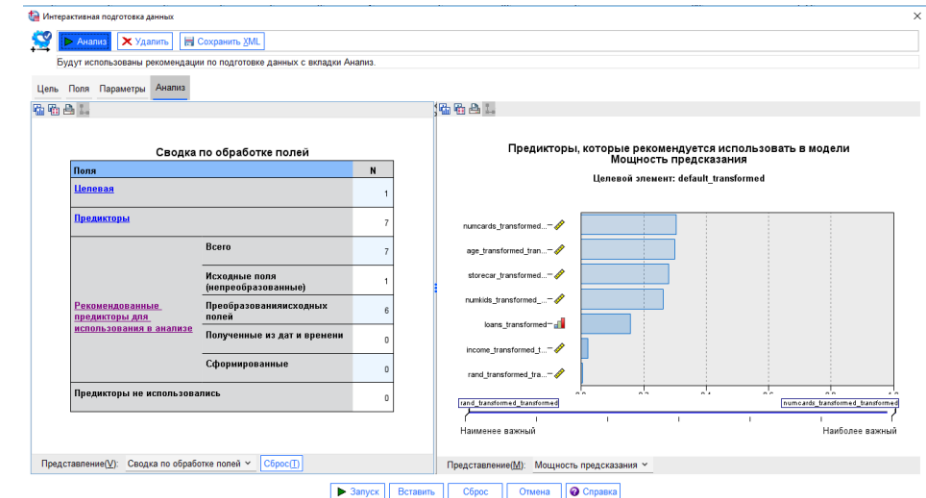 Интерактивная подготовка данных
Анализ
Удалить
Сохранить XML
Будут использованы рекомендации по подготовке данных с вкладки Анализ.
Цель Поля Параметры Анализ
Сводка по обработке полей
Поля N
Целевая 1
Предикторы 7
Рекомендованные предикторы для использования в анализе
Всего 7
Исходные поля
(непреобразованные) 1
Преобразованияисходных
полей 6
Полученные из дат и времени 0
Сформированные 0
Предикторы не использовались 0
Представление(V): Сводка по обработке полей Сброс(T)
Предикторы, которые рекомендуется использовать в модели
Мощность предсказания
Целевой элемент: default_transformed
numcards_transformed...
age_transformed_tran...
storecar_transformed...
numkids_transformed_...
loans_transformed
income_transformed_t...
rand_transformed_tra...
rand_transformed_transformed numcards_transformed_transformed
Наименее важный Наиболее важный
Представление(M): Мощность предсказания
Запуск Вставить Сброс Отмена Справка